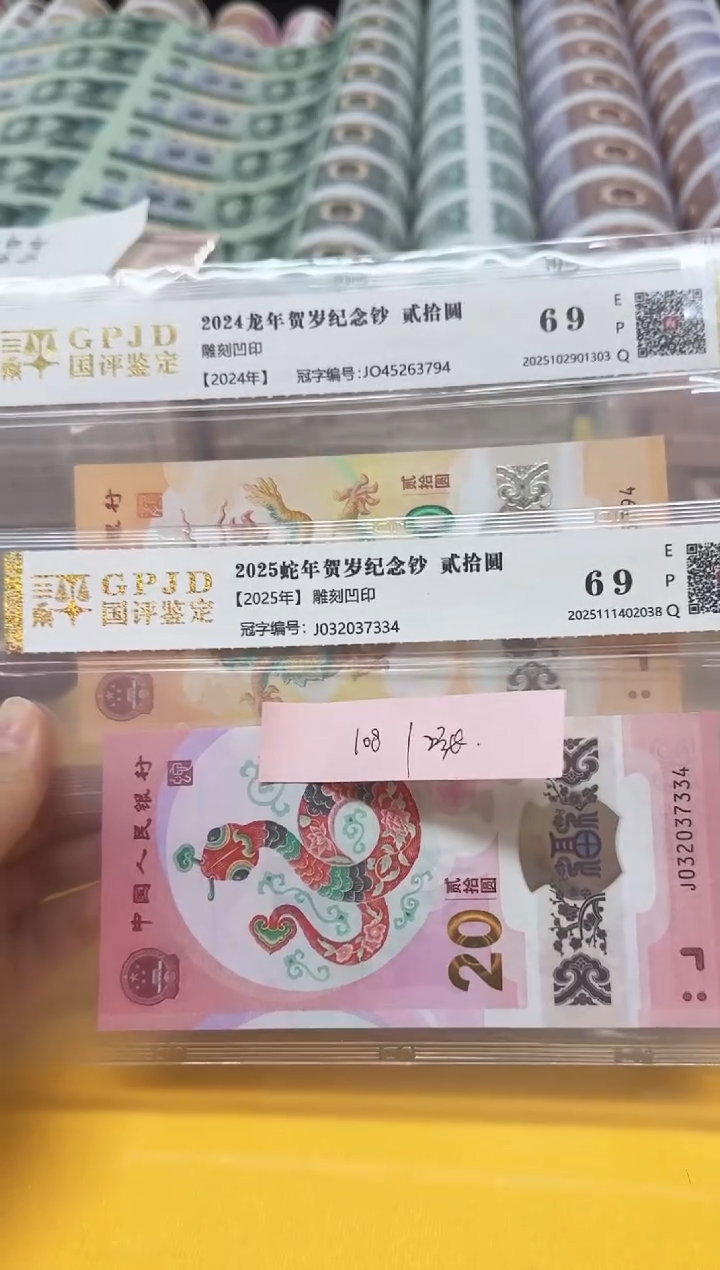 GPJD
国评鉴定
2024龙年贺岁纪念钞 贰拾圆
雕刻凹印
【2024年】 冠字编号:JO45263794
69
EPQ
2025102901303
贰拾圆
GPJD
国评鉴定
2025蛇年贺岁纪念钞 贰拾圆
【2025年】 雕刻凹印
冠字编号: J032037334
69
EPQ
2025111402038
108
中国人民银行
贰拾圆
20
福
J032037334